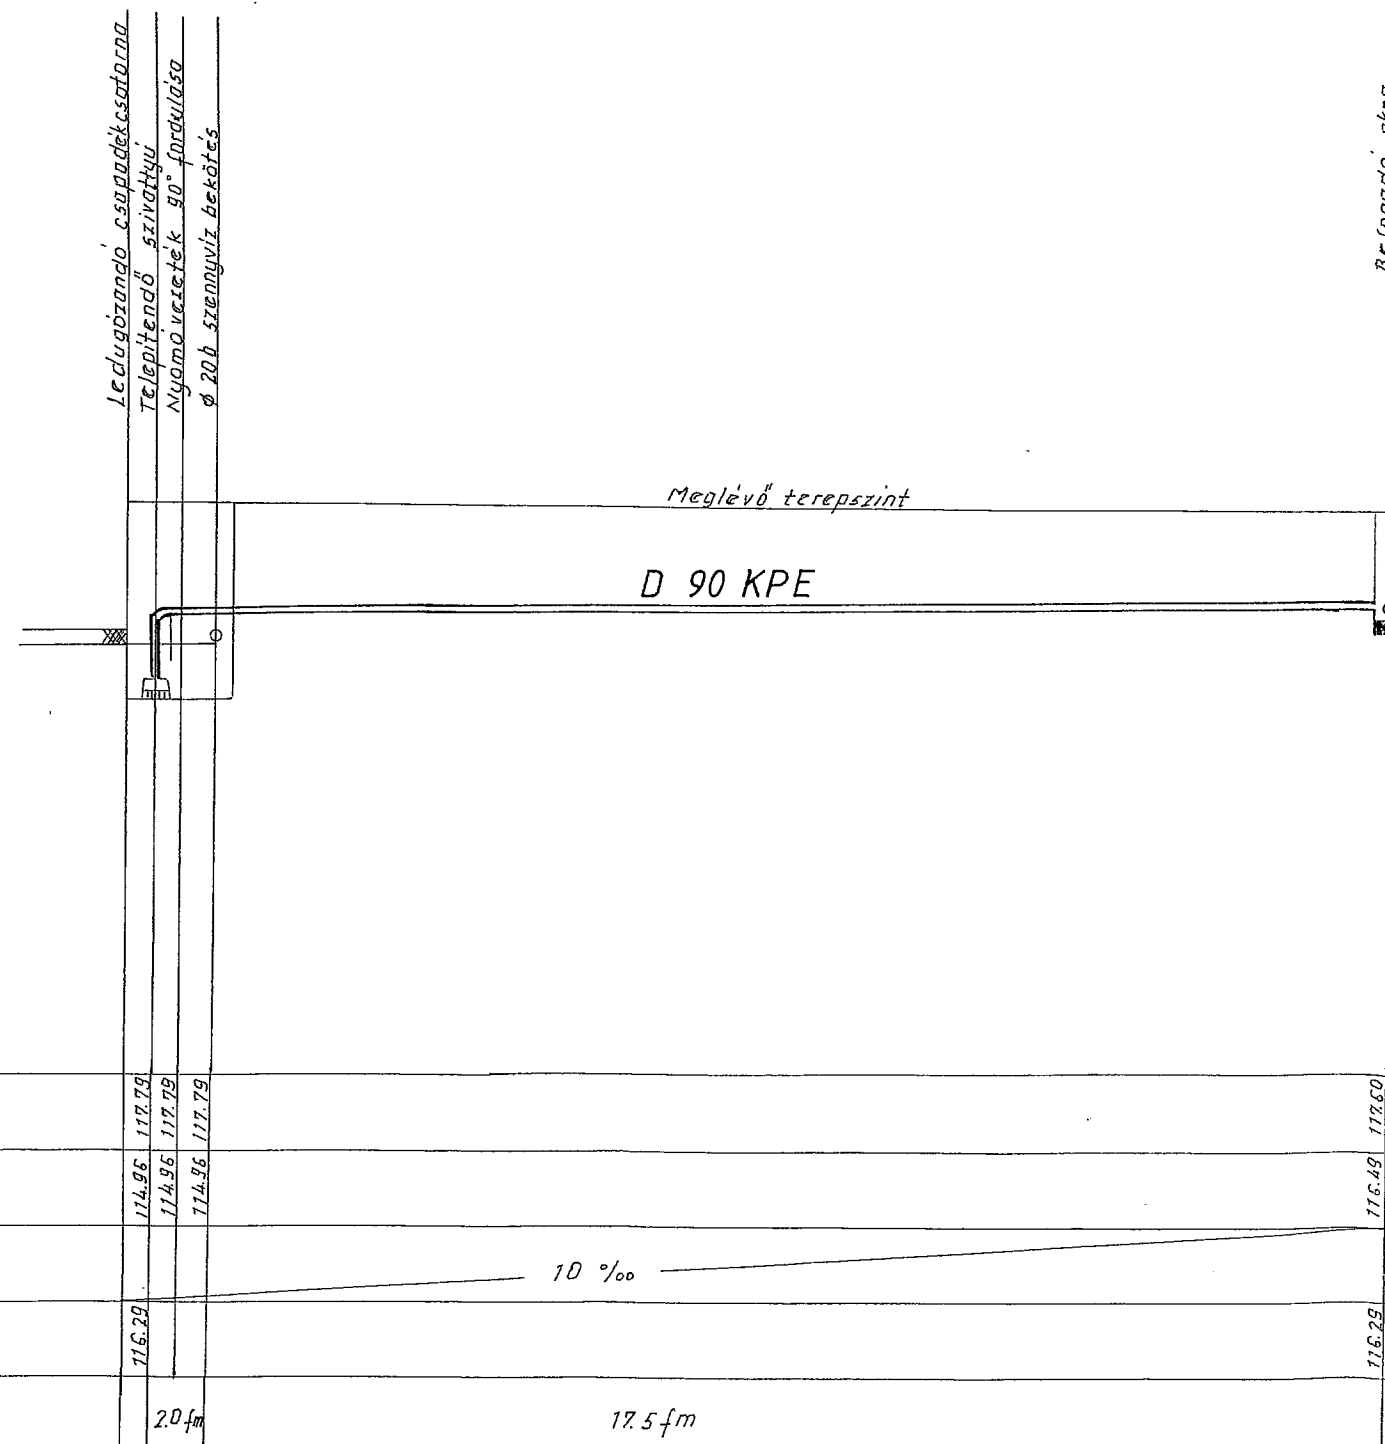 Ledugózandó csapadékcsatorna
Telepítendő szivattyú
Nyomóvezeték 90° fordulása
ϕ 20b szennyvíz bekötés
Meglévő terepszint
D 90 KPE
117.79
117.79
117.79
117.60
114.96
114.96
114.96
116.49
10 ‰
116.29
116.29
2.0 fm
17.5 fm